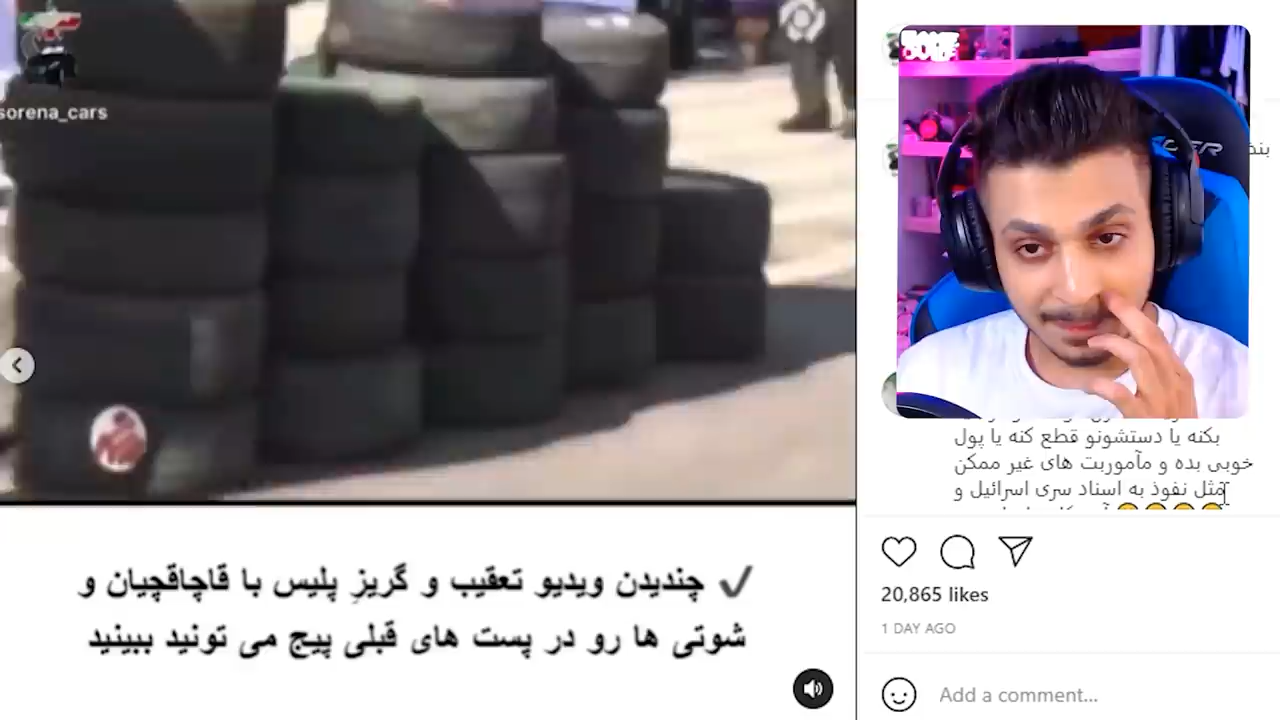 sorena_cars
✓ چندیدن ویدیو تعقیب و گریزِ پلیس با قاچاقچیان و
شوتی ها رو در پست های قبلی پیج می تونید ببینید
بکنه یا دستشونو قطع کنه یا پول
خوبی بده و مآموریت های غیر ممکن
مثل نفوذ به اسناد سری اسرائیل و
20,865 likes
1 DAY AGO
Add a comment...